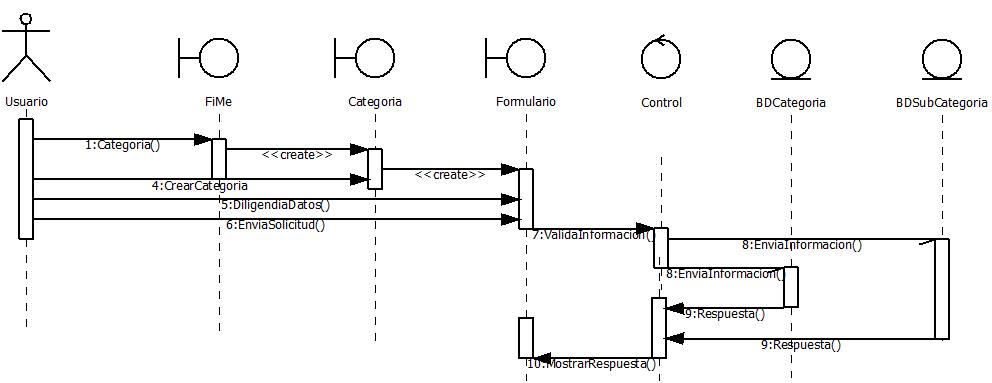 Usuario
FiMe
Categoria
Formulario
Control
BDCategoria
BDSubCategoria
1:Categoria()
<<create>>
<<create>>
4:CrearCategoria
5:DiligendiaDatos()
6:EnviaSolicitud()
7:ValidaInformacion()
8:EnviaInformacion()
8:EnviaInformacion()
9:Respuesta()
9:Respuesta()
10:MostrarRespuesta()